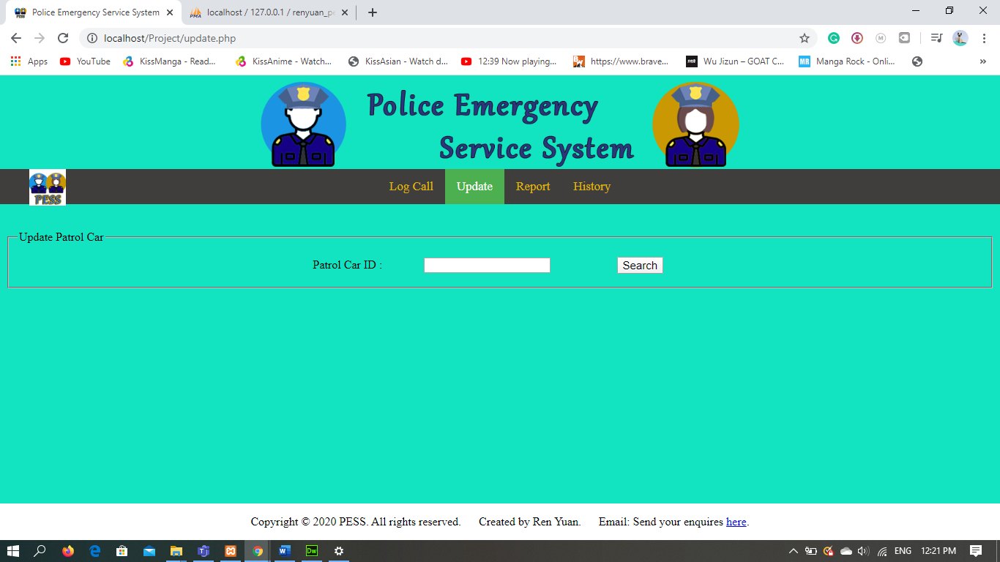 Police Emergency Service System
localhost / 127.0.0.1 / renyuan_pe
localhost/Project/update.php
Apps
YouTube
KissManga - Read...
KissAnime - Watch...
KissAsian - Watch d...
12:39 Now playing...
https://www.brave...
Wu Jizun – GOAT C...
MR
Manga Rock - Onli...
Police Emergency
Service System
PESS
Log Call
Update
Report
History
Update Patrol Car
Patrol Car ID :
Search
Copyright © 2020 PESS. All rights reserved.
Created by Ren Yuan.
Email: Send your enquires here.
Dw
ENG
12:21 PM